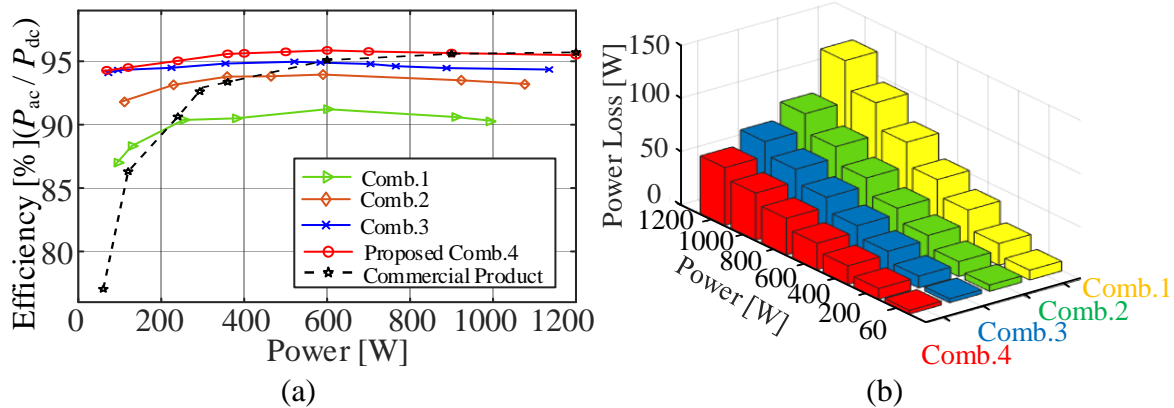 Efficiency [% ](P_ac / P_dc)
95
90
85
80
0 200 400 600 800 1000 1200
Power [W]
Comb.1
Comb.2
Comb.3
Proposed Comb.4
Commercial Product
(a)
Power Loss [W]
150
100
50
0
1200
1000
800
600
400
200
60
Power [W]
Comb.1
Comb.2
Comb.3
Comb.4
(b)